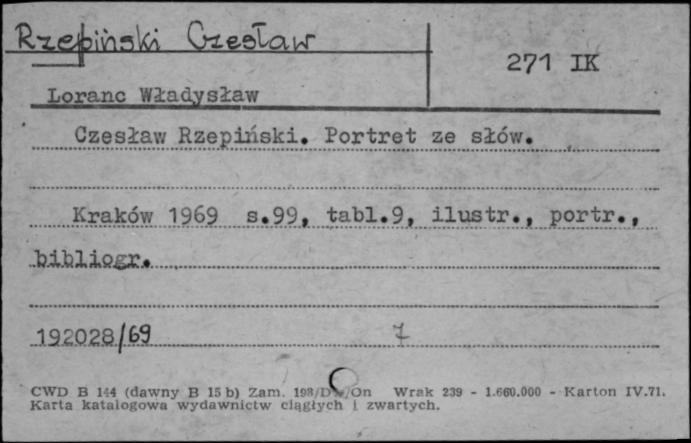 Rzepiński Czesław
271 IK
Loranc Władysław
Czesław Rzepiński. Portret ze słów.
Kraków 1969 s.99, tabl.9, ilustr., portr.,
bibliogr.
192028/69 7
CWD B 144 (dawny B 15 b) Zam. On Wrak 239 - 1.660.000 - Karton IV.71.
Karta katalogowa wydawnictw ciągłych i zwartych.